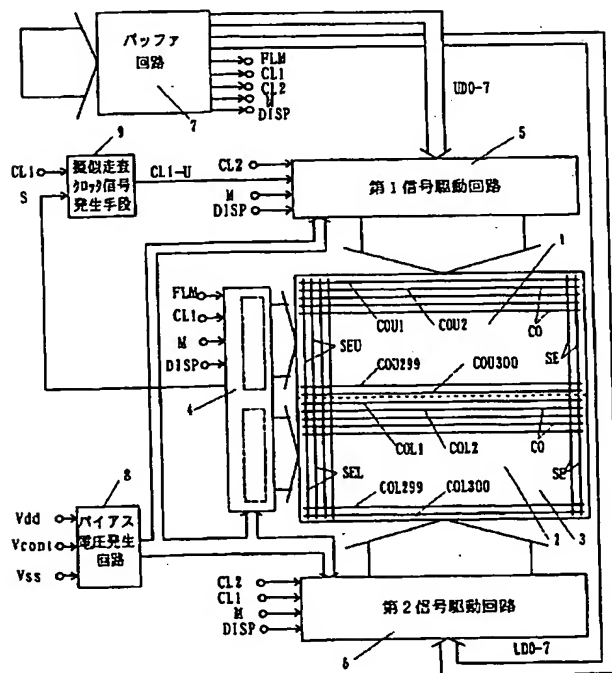 バッファ
回路
7
FLM
CL1
CL2
M
DISP
UD0-7
9
CL1
S
擬似走査
クロック信号
発生手段
CL1-U
CL2
M
DISP
5
第1信号駆動回路
FLM
CL1
M
DISP
4
1
COU1
COU2
CO
SEU
SE
COU299
COU300
COL1
COL2
CO
SEL
SE
COL299
COL300
2
3
8
Vdd
Vcont
Vss
バイアス
電圧発生
回路
CL2
CL1
M
DISP
第2信号駆動回路
6
LD0-7